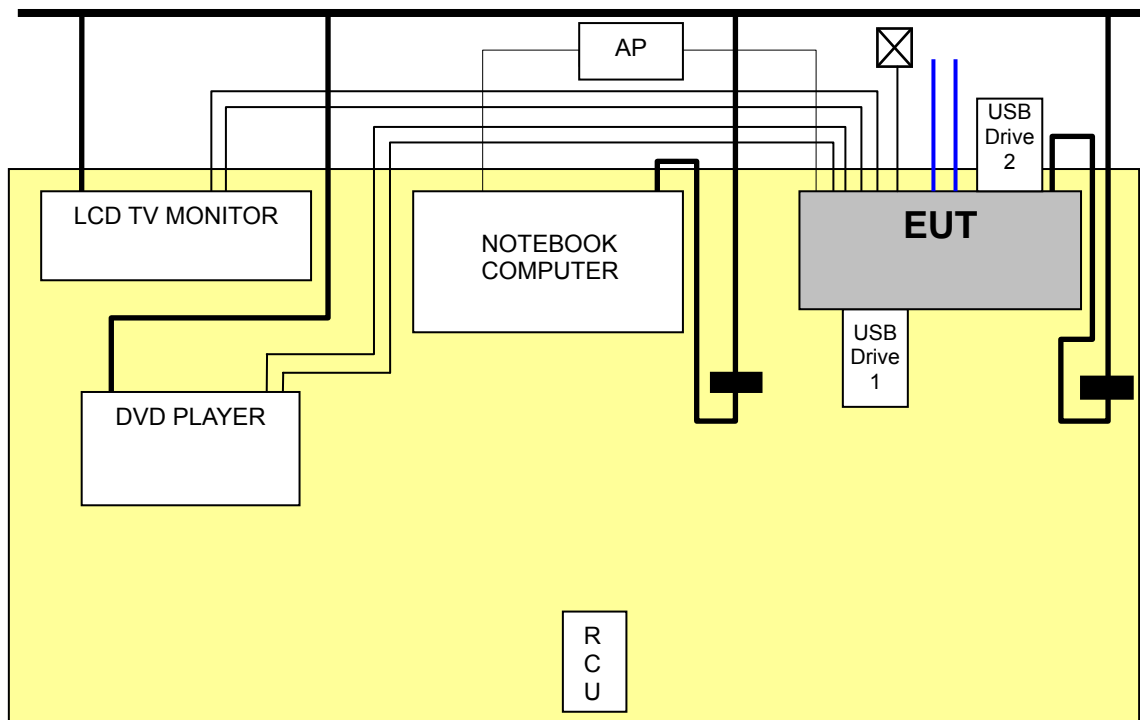 AP
USB
Drive
2
LCD TV MONITOR
NOTEBOOK
COMPUTER
EUT
USB
Drive
1
DVD PLAYER
R
C
U